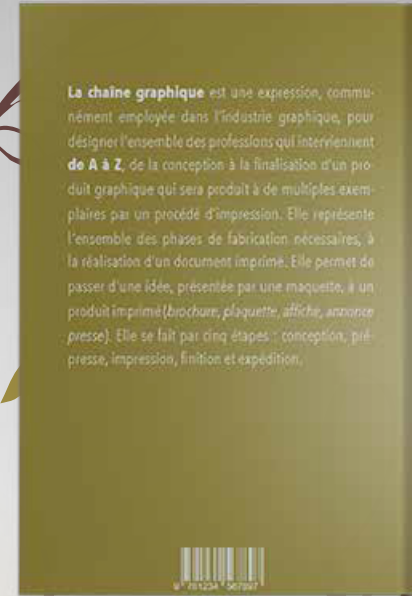 La chaîne graphique est une expression, commu-
nément employée dans l'industrie graphique, pour
désigner l'ensemble des professions qui interviennent
de A à Z, de la conception à la finalisation d'un pro-
duit graphique qui sera produit à de multiples exem-
plaires par un procédé d'impression. Elle représente
l'ensemble des phases de fabrication nécessaires, à
la réalisation d'un document imprimé. Elle permet de
passer d'une idée, présentée par une maquette, à un
produit imprimé (brochure, plaquette, affiche, annonce
presse). Elle se fait par cinq étapes : conception, pré-
presse, impression, finition et expédition.
9 781234 567897